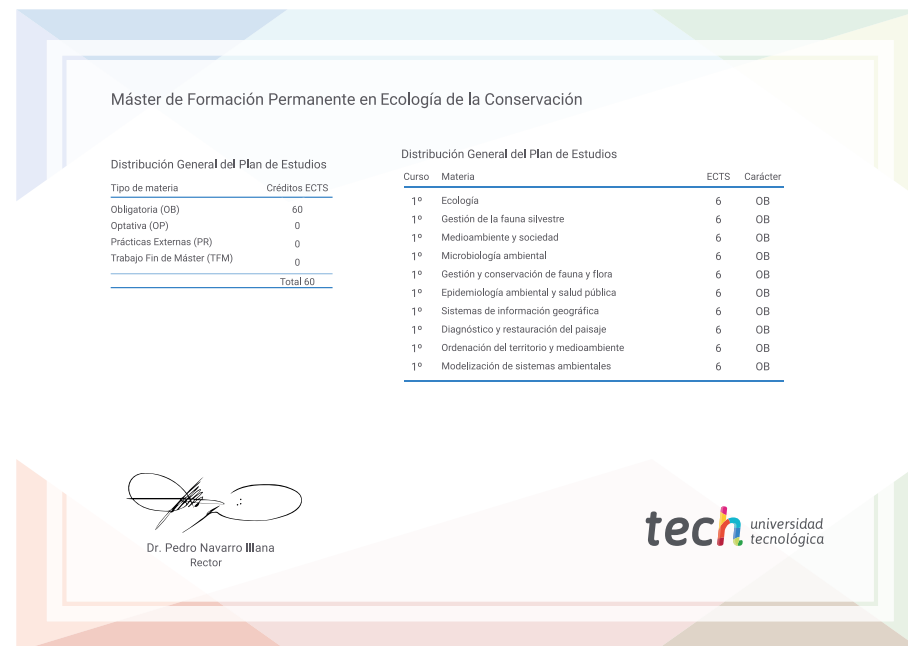 Máster de Formación Permanente en Ecología de la Conservación
Distribución General del Plan de Estudios
Tipo de materia Créditos ECTS
Obligatoria (OB) 60
Optativa (OP) 0
Prácticas Externas (PR) 0
Trabajo Fin de Máster (TFM) 0
Total 60
Distribución General del Plan de Estudios
Curso Materia ECTS Carácter
1º Ecología 6 OB
1º Gestión de la fauna silvestre 6 OB
1º Medioambiente y sociedad 6 OB
1º Microbiología ambiental 6 OB
1º Gestión y conservación de fauna y flora 6 OB
1º Epidemiología ambiental y salud pública 6 OB
1º Sistemas de información geográfica 6 OB
1º Diagnóstico y restauración del paisaje 6 OB
1º Ordenación del territorio y medioambiente 6 OB
1º Modelización de sistemas ambientales 6 OB
Dr. Pedro Navarro Illana
Rector
tech universidad
tecnológica